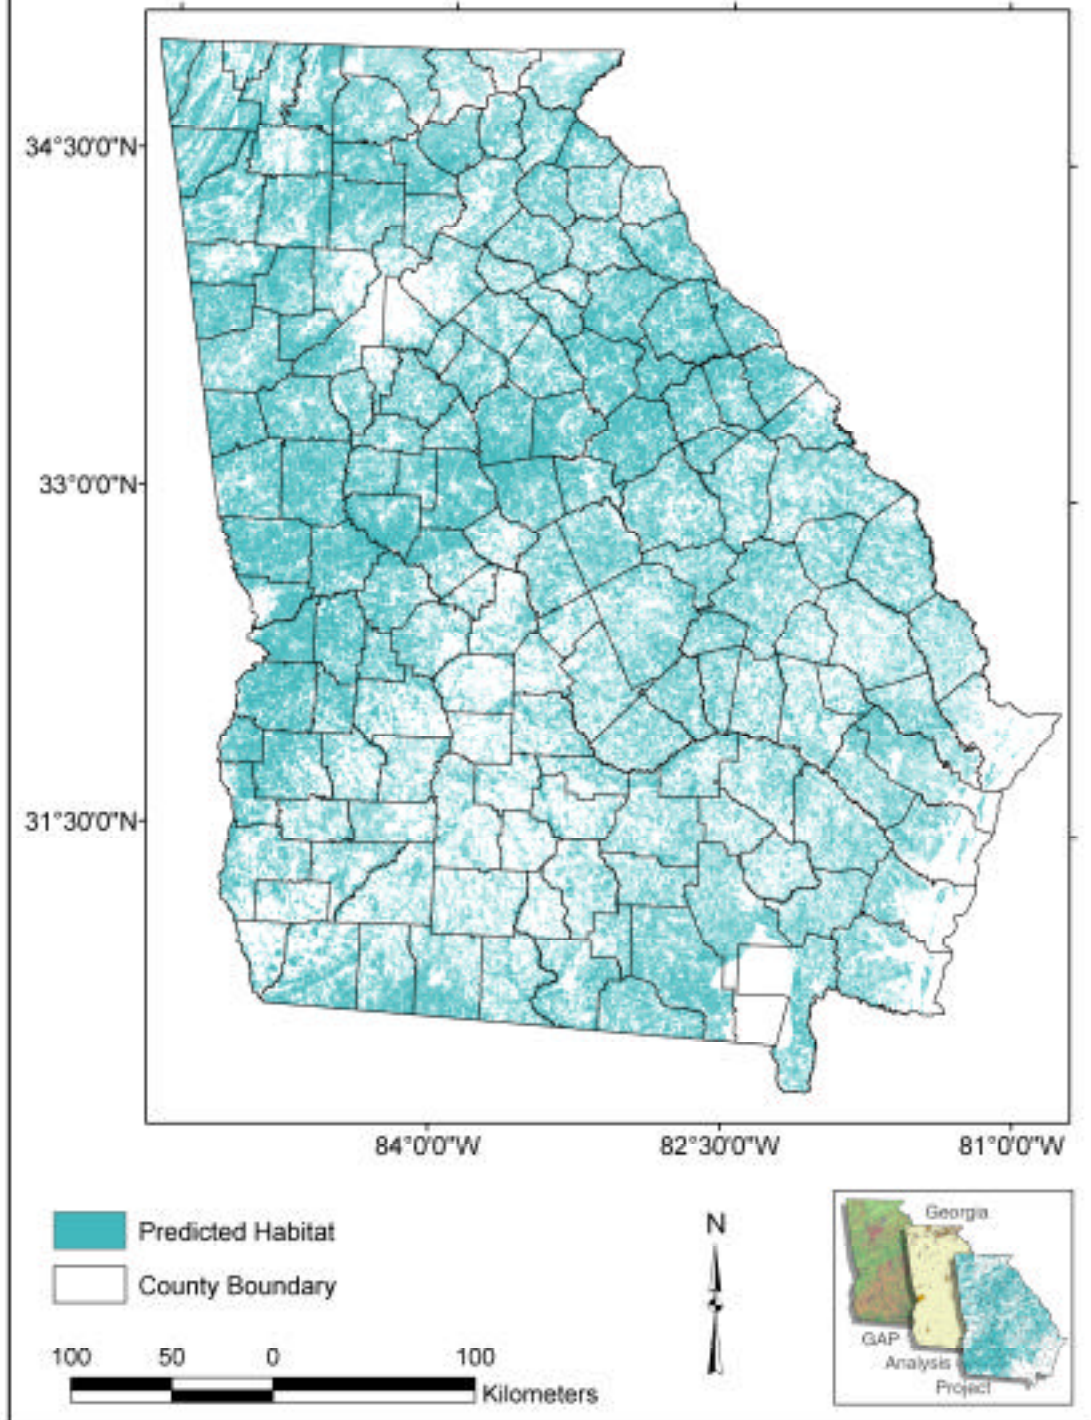 34°30'0"N
33°0'0"N
31°30'0"N
84°0'0"W 82°30'0"W 81°0'0"W
Predicted Habitat
County Boundary
100 50 0 100
Kilometers
N
Georgia
GAP
Analysis
Project